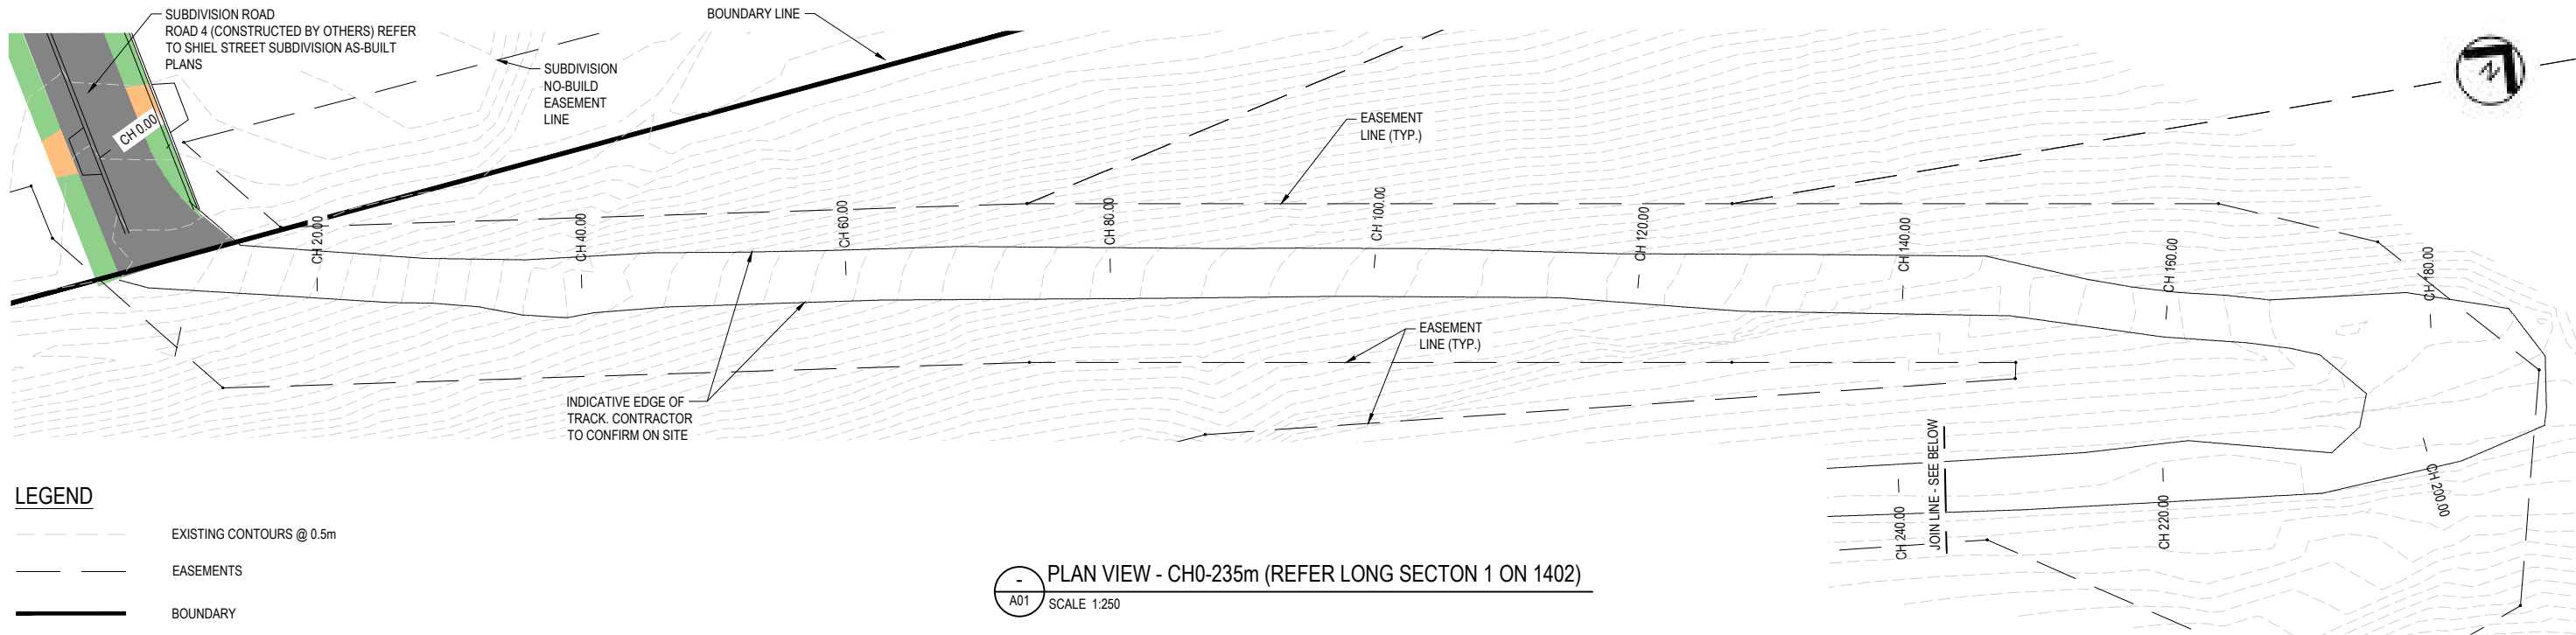 SUBDIVISION ROAD
ROAD 4 (CONSTRUCTED BY OTHERS) REFER
TO SHIEL STREET SUBDIVISION AS-BUILT
PLANS
BOUNDARY LINE
SUBDIVISION
NO-BUILD
EASEMENT
LINE
N
EASEMENT
LINE (TYP.)
CH 0.00
CH 20.00
CH 40.00
CH 60.00
CH 80.00
CH 100.00
CH 120.00
CH 140.00
CH 160.00
CH 180.00
EASEMENT
LINE (TYP.)
INDICATIVE EDGE OF
TRACK. CONTRACTOR
TO CONFIRM ON SITE
CH 240.00
JOIN LINE - SEE BELOW
CH 220.00
CH 200.00
LEGEND
EXISTING CONTOURS @ 0.5m
EASEMENTS
BOUNDARY
-
A01
PLAN VIEW - CH0-235m (REFER LONG SECTON 1 ON 1402)
SCALE 1:250